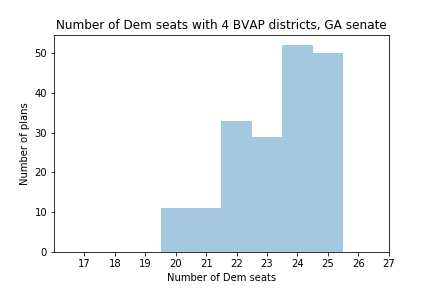 Number of Dem seats with 4 BVAP districts, GA senate
50
40
30
20
10
0
Number of plans
17 18 19 20 21 22 23 24 25 26 27
Number of Dem seats